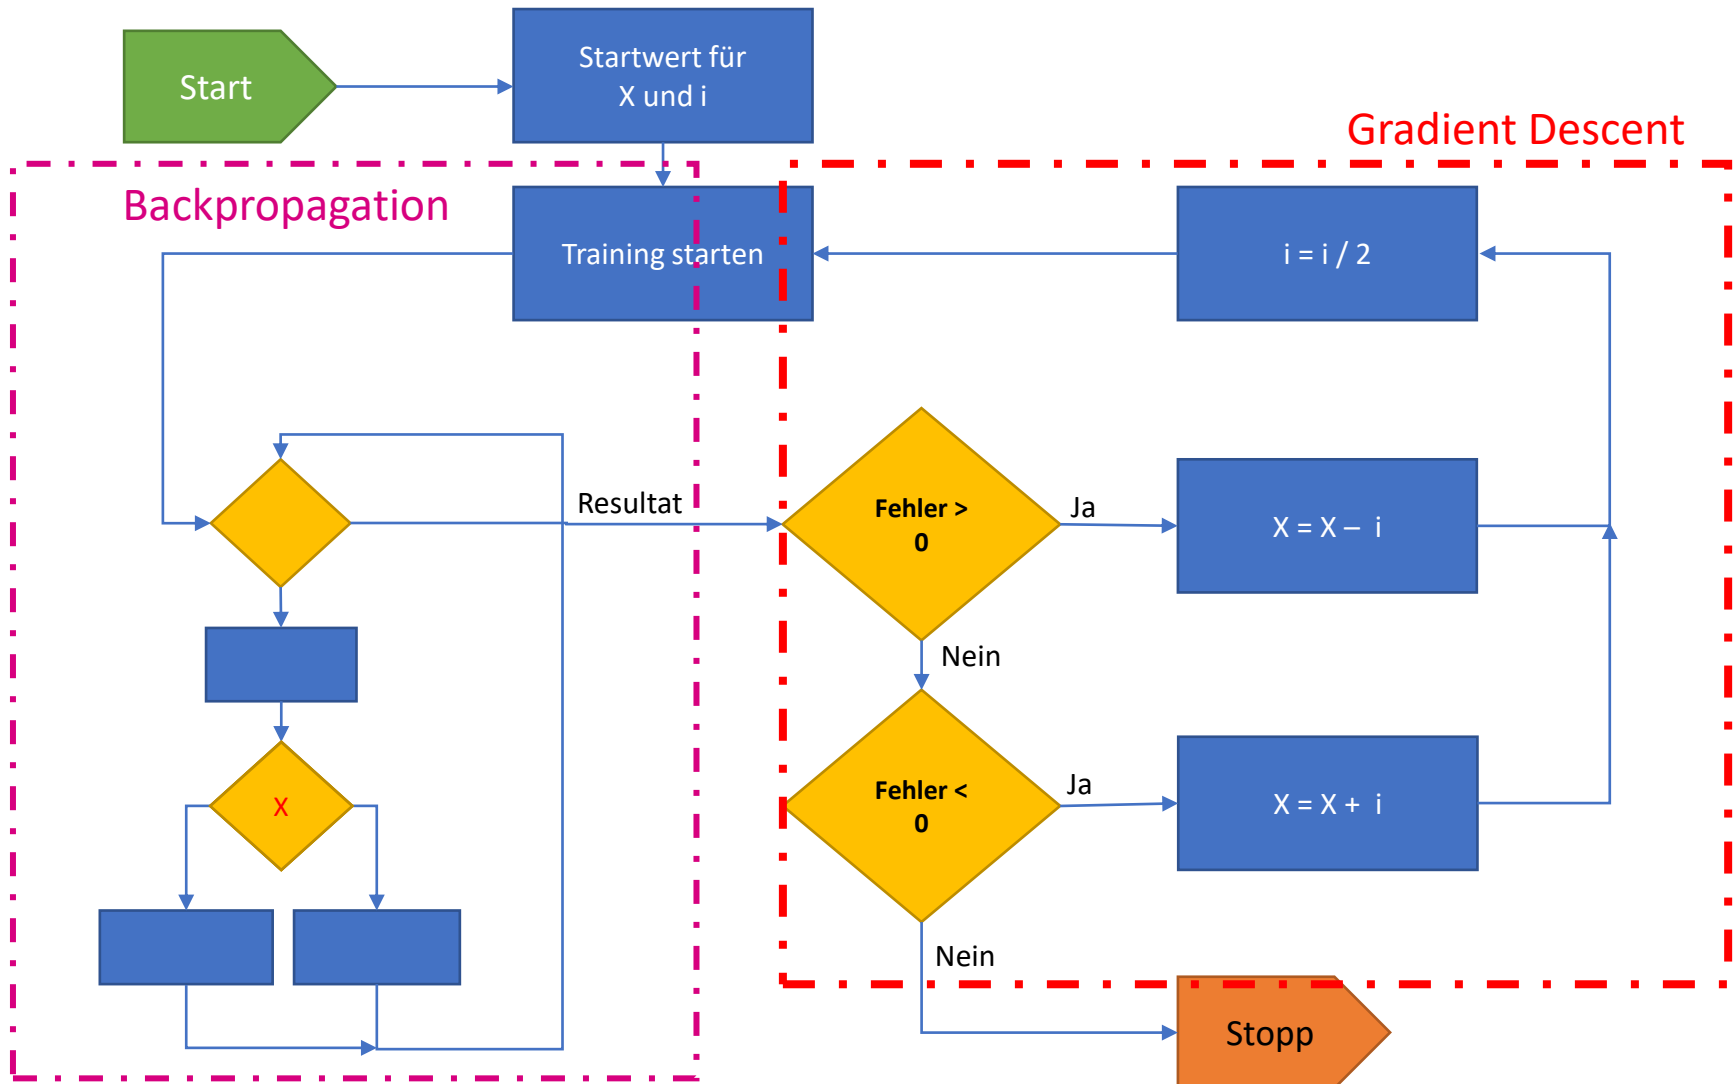 Start
Startwert für
X und i
Gradient Descent
Backpropagation
Training starten
i = i / 2
Resultat
Fehler >
0
Ja
X = X – i
Nein
X
Fehler <
0
Ja
X = X + i
Nein
Stopp